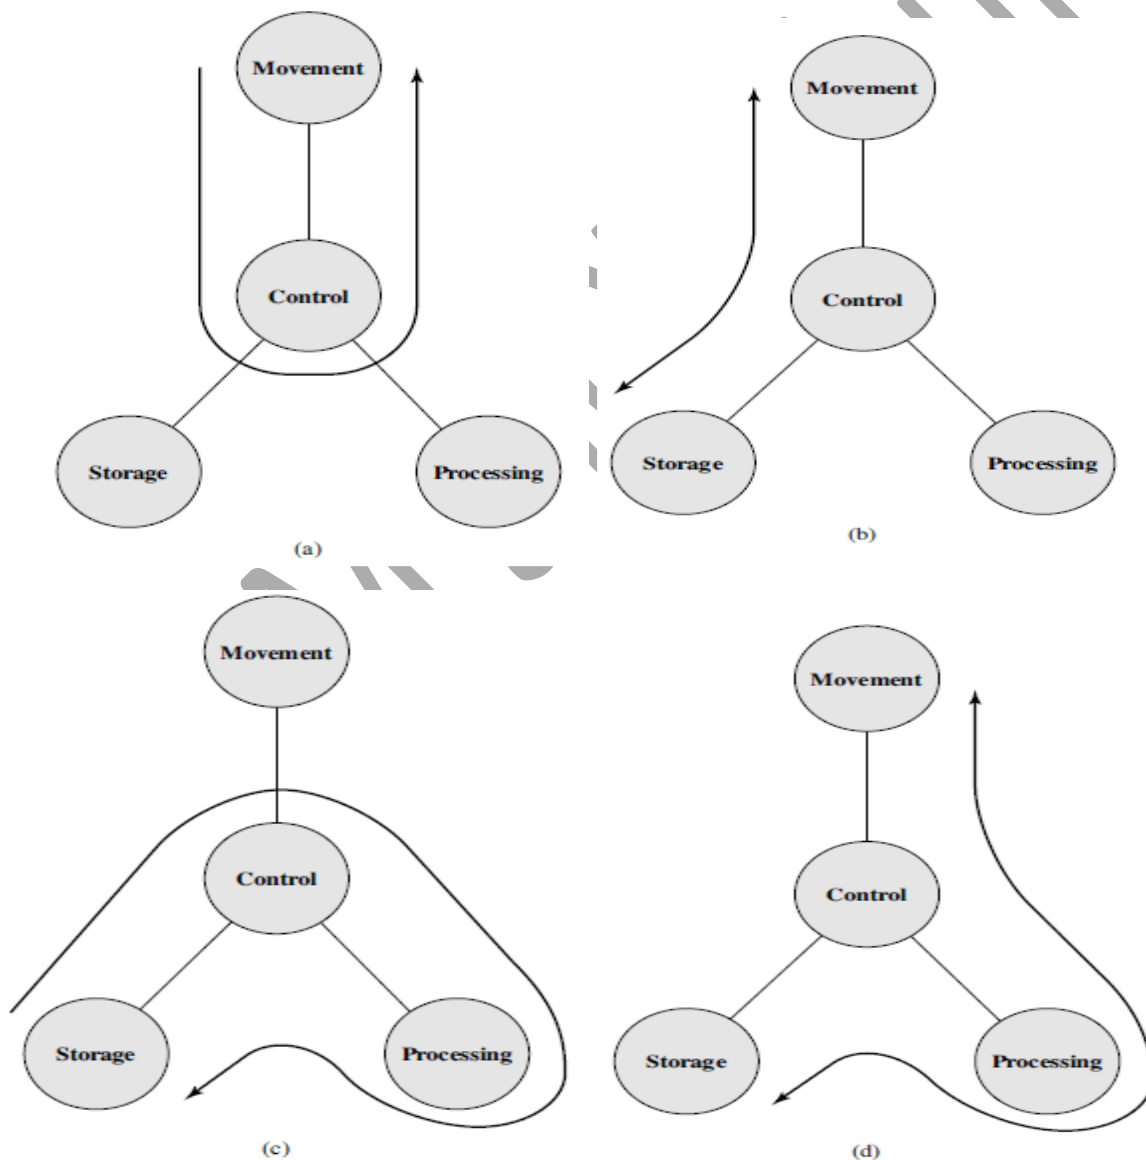 Movement
Control
Storage
Processing
(a)
Movement
Control
Storage
Processing
(b)
Movement
Control
Storage
Processing
(c)
Movement
Control
Storage
Processing
(d)